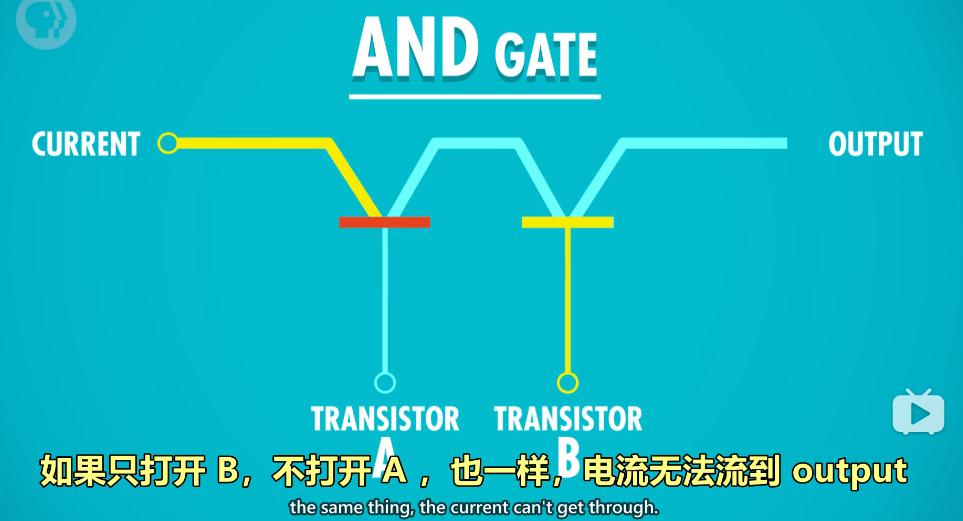 AND GATE
CURRENT
OUTPUT
TRANSISTOR A
TRANSISTOR B
如果只打开 B，不打开 A ，也一样，电流无法流到 output
the same thing, the current can't get through.